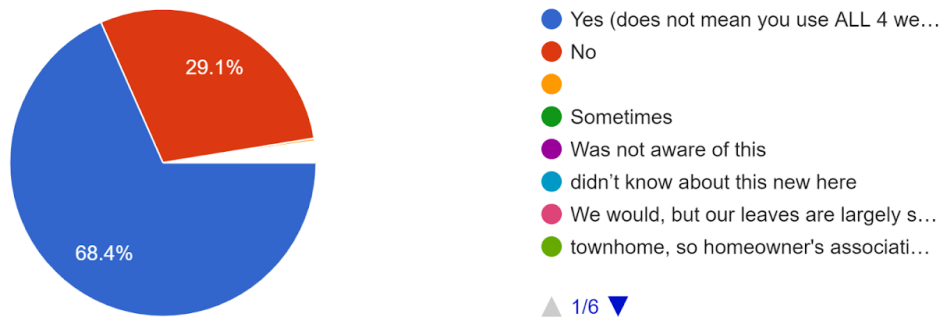 29.1%
68.4%
Yes (does not mean you use ALL 4 we…
No
Sometimes
Was not aware of this
didn’t know about this new here
We would, but our leaves are largely s…
townhome, so homeowner's associati…
1/6